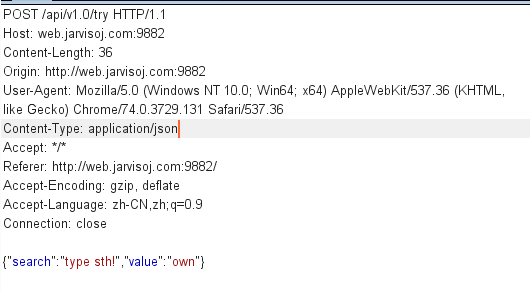 POST /api/v1.0/try HTTP/1.1
Host: web.jarvisoj.com:9882
Content-Length: 36
Origin: http://web.jarvisoj.com:9882
User-Agent: Mozilla/5.0 (Windows NT 10.0; Win64; x64) AppleWebKit/537.36 (KHTML,
like Gecko) Chrome/74.0.3729.131 Safari/537.36
Content-Type: application/json
Accept: */*
Referer: http://web.jarvisoj.com:9882/
Accept-Encoding: gzip, deflate
Accept-Language: zh-CN,zh;q=0.9
Connection: close
{"search":"type sth!","value":"own"}